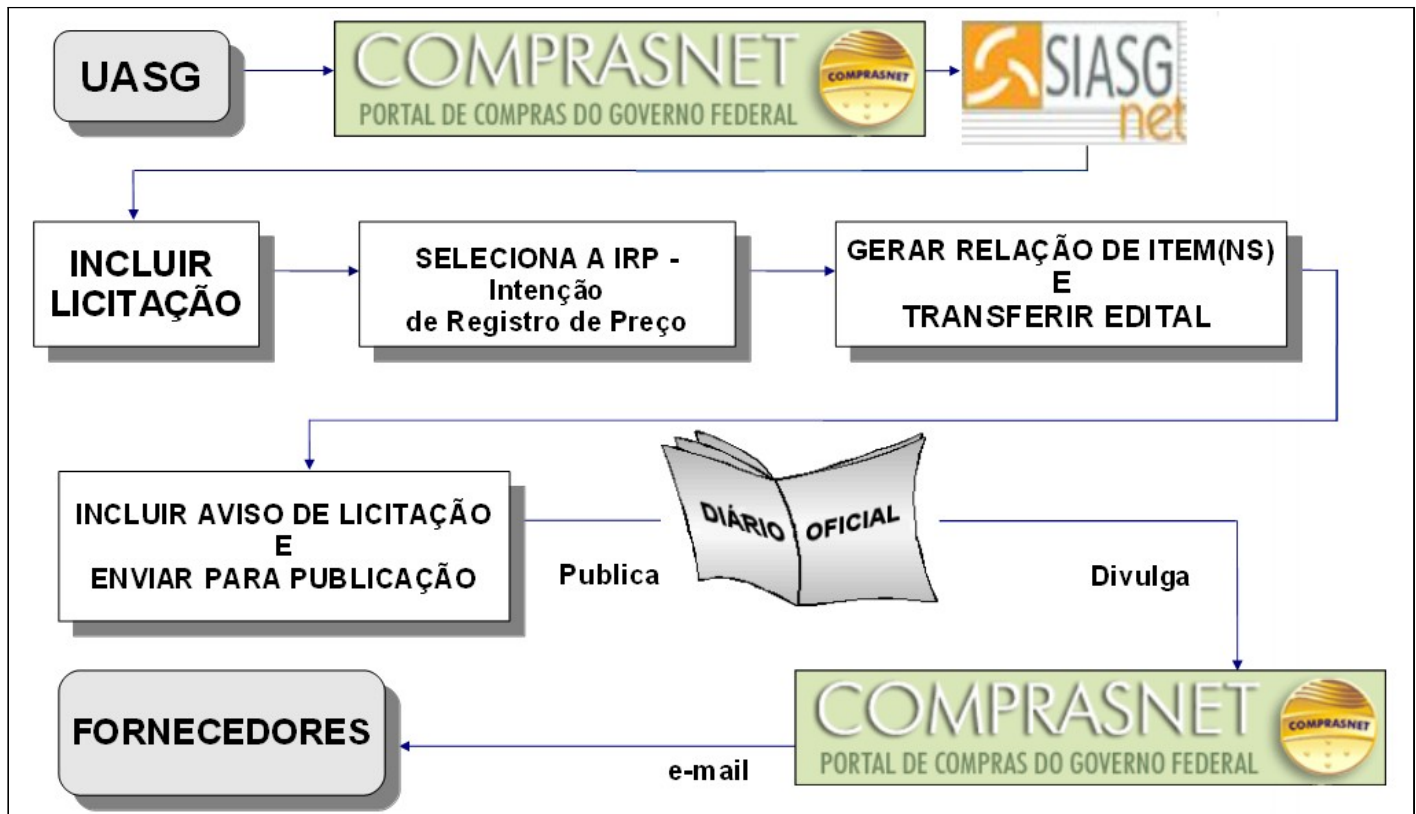 UASG
COMPRASNET
PORTAL DE COMPRAS DO GOVERNO FEDERAL
COMPRASNET
SIASG
net
INCLUIR
LICITAÇÃO
SELECIONA A IRP -
Intenção
de Registro de Preço
GERAR RELAÇÃO DE ITEM(NS)
E
TRANSFERIR EDITAL
INCLUIR AVISO DE LICITAÇÃO
E
ENVIAR PARA PUBLICAÇÃO
Publica
DIÁRIO OFICIAL
Divulga
FORNECEDORES
e-mail
COMPRASNET
PORTAL DE COMPRAS DO GOVERNO FEDERAL
COMPRASNET